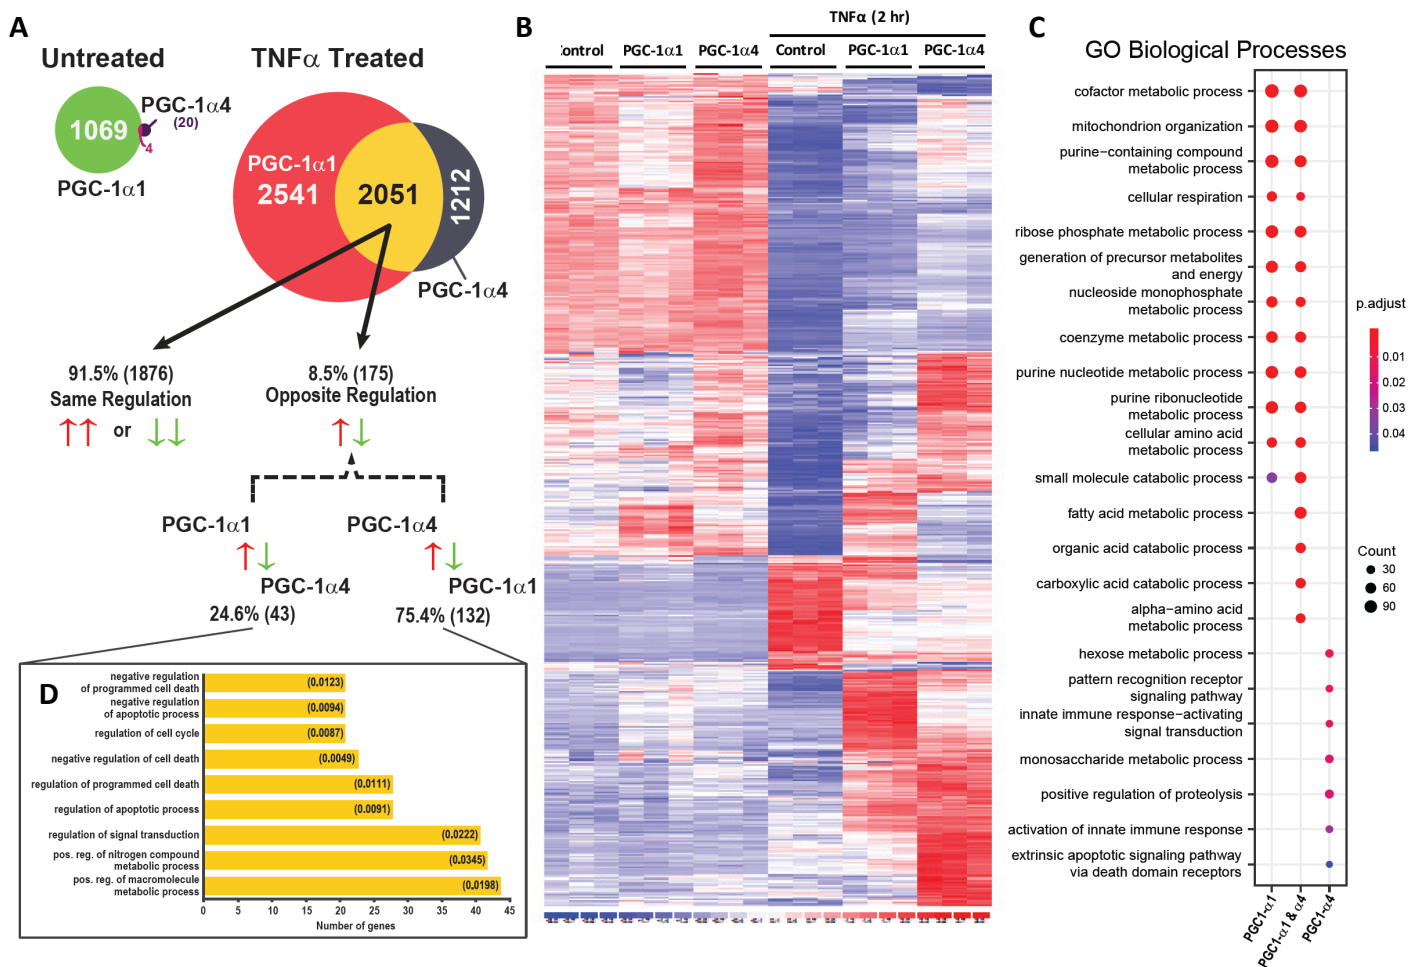 A
Untreated
TNFα Treated
PGC-1α4
(20)
1069
4
PGC-1α1
PGC-1α1
2541
2051
1212
PGC-1α4
91.5% (1876)
Same Regulation
or
8.5% (175)
Opposite Regulation
PGC-1α1
PGC-1α4
24.6% (43)
PGC-1α4
PGC-1α1
75.4% (132)
D
negative regulation
of programmed cell death
(0.0123)
negative regulation
of apoptotic process
(0.0094)
regulation of cell cycle
(0.0087)
negative regulation of cell death
(0.0049)
regulation of programmed cell death
(0.0111)
regulation of apoptotic process
(0.0091)
regulation of signal transduction
(0.0222)
pos. reg. of nitrogen compound
metabolic process
(0.0345)
pos. reg. of macromolecule
metabolic process
(0.0198)
0 5 10 15 20 25 30 35 40 45
Number of genes
B
TNFα (2 hr)
ontrol PGC-1α1 PGC-1α4 Control PGC-1α1 PGC-1α4
C
GO Biological Processes
cofactor metabolic process
mitochondrion organization
purine−containing compound
metabolic process
cellular respiration
ribose phosphate metabolic process
generation of precursor metabolites
and energy
nucleoside monophosphate
metabolic process
coenzyme metabolic process
purine nucleotide metabolic process
purine ribonucleotide
metabolic process
cellular amino acid
metabolic process
small molecule catabolic process
fatty acid metabolic process
organic acid catabolic process
carboxylic acid catabolic process
alpha−amino acid
metabolic process
hexose metabolic process
pattern recognition receptor
signaling pathway
innate immune response−activating
signal transduction
monosaccharide metabolic process
positive regulation of proteolysis
activation of innate immune response
extrinsic apoptotic signaling pathway
via death domain receptors
PGC1-α1
PGC1-α1 & α4
PGC1-α4
p.adjust
0.01
0.02
0.03
0.04
Count
30
60
90